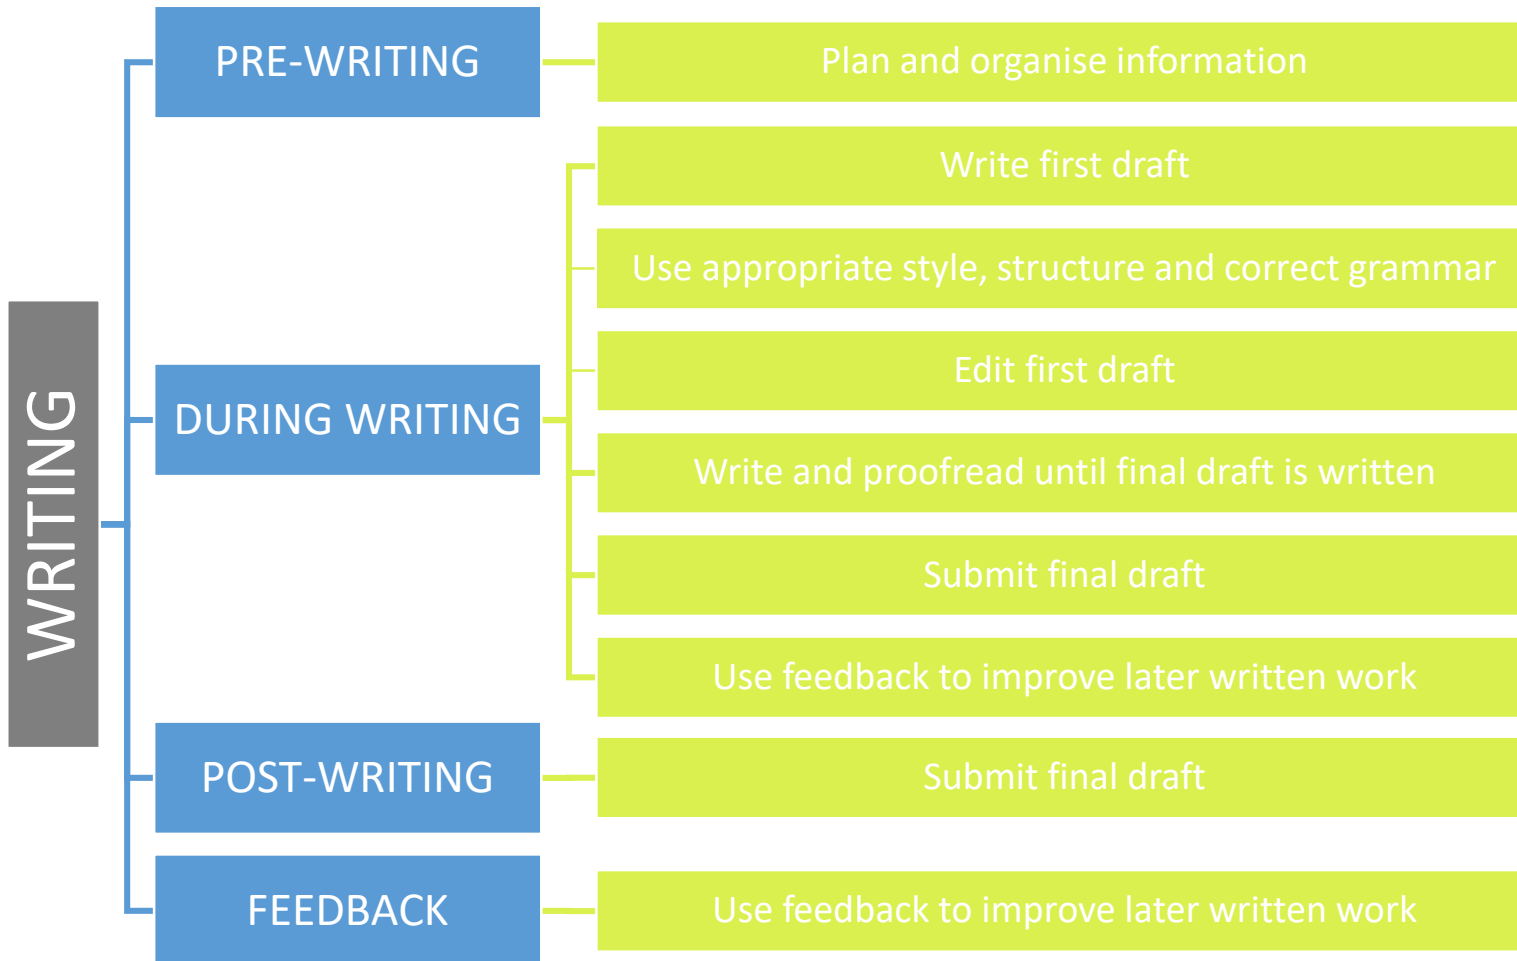 WRITING
PRE-WRITING
Plan and organise information
DURING WRITING
Write first draft
Use appropriate style, structure and correct grammar
Edit first draft
Write and proofread until final draft is written
Submit final draft
Use feedback to improve later written work
POST-WRITING
Submit final draft
FEEDBACK
Use feedback to improve later written work